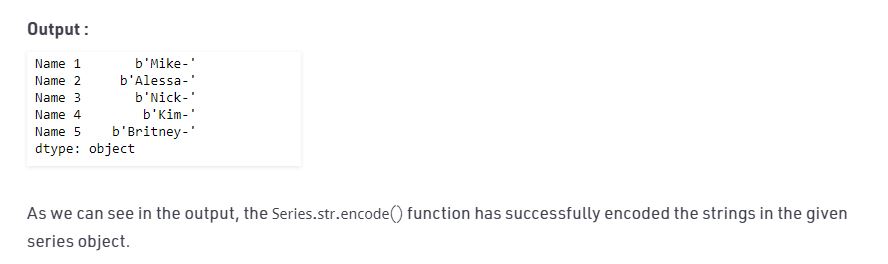 Output :
Name 1       b'Mike-'
Name 2     b'Alessa-'
Name 3       b'Nick-'
Name 4        b'Kim-'
Name 5    b'Britney-'
dtype: object
As we can see in the output, the Series.str.encode() function has successfully encoded the strings in the given
series object.